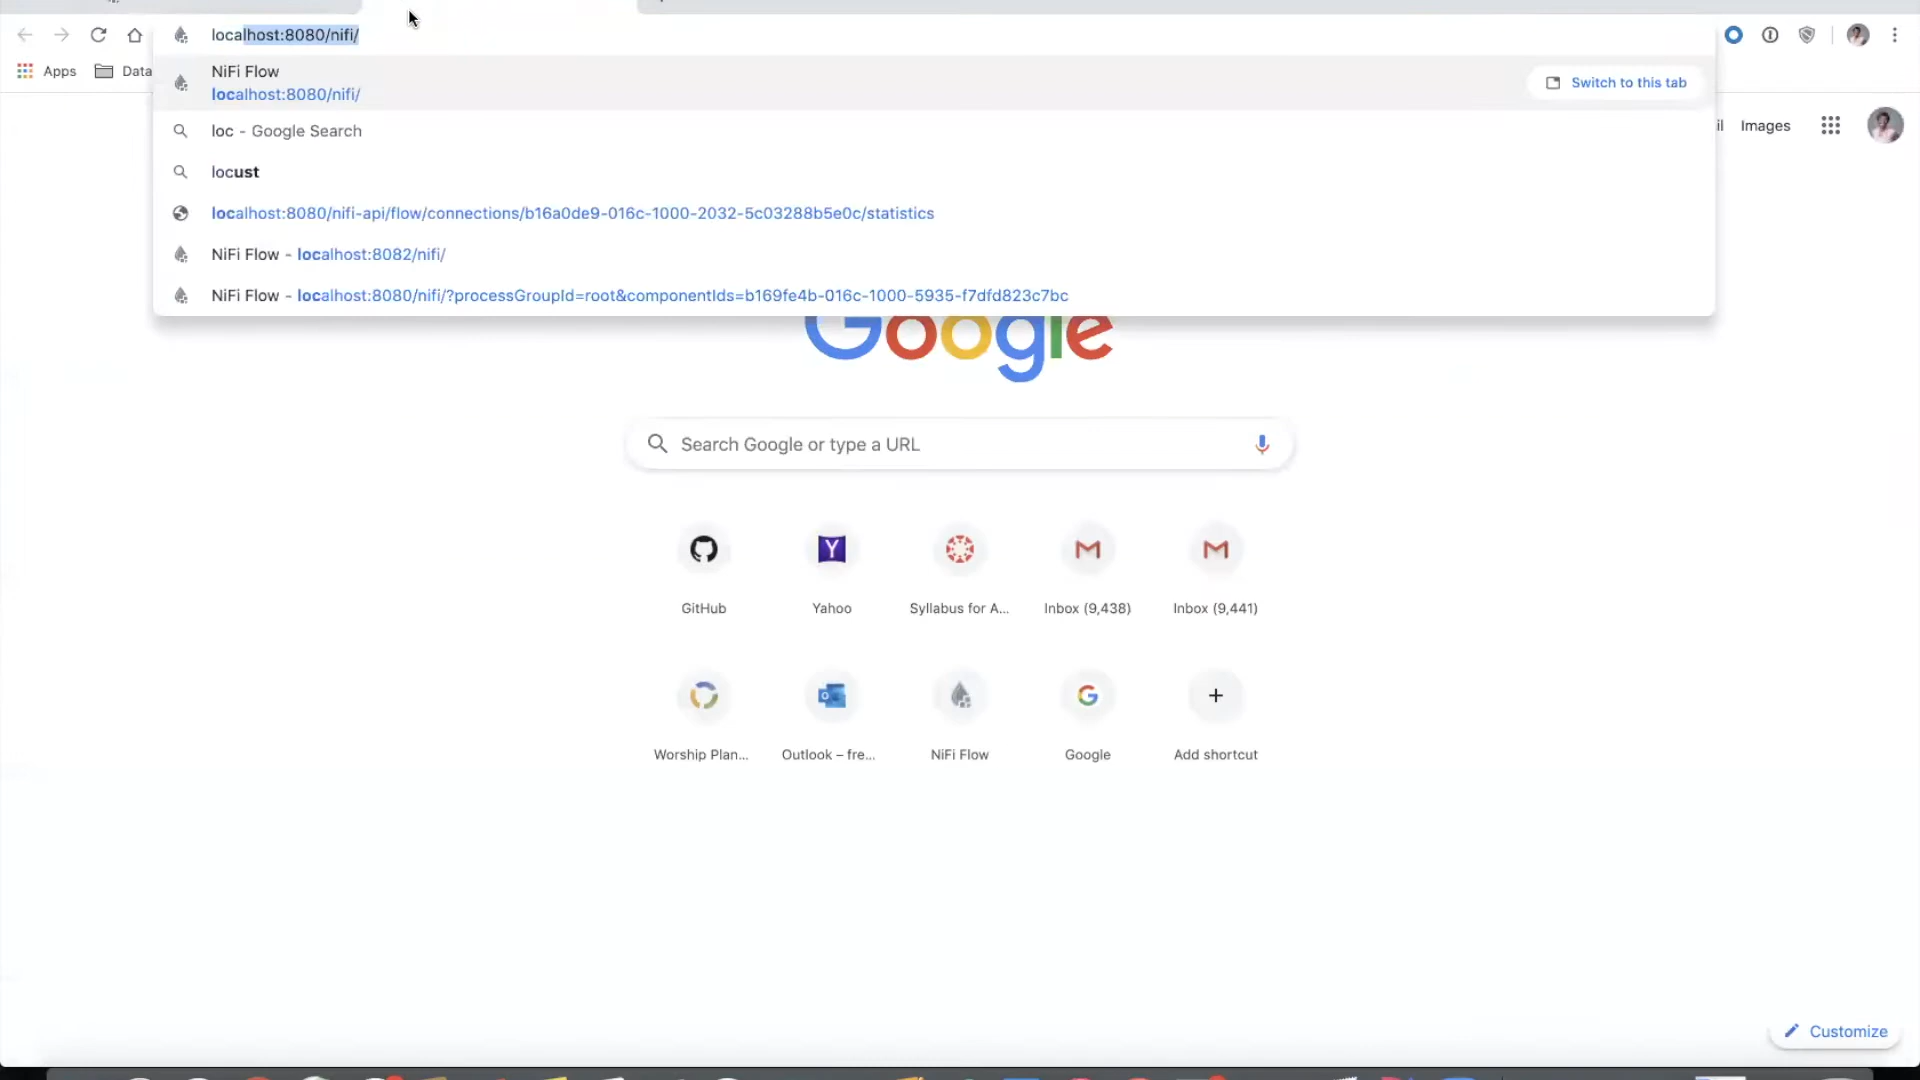 localhost:8080/nifi/
Apps
Data
NiFi Flow
localhost:8080/nifi/
Switch to this tab
loc - Google Search
locust
localhost:8080/nifi-api/flow/connections/b16a0de9-016c-1000-2032-5c03288b5e0c/statistics
NiFi Flow - localhost:8082/nifi/
NiFi Flow - localhost:8080/nifi/?processGroupId=root&componentIds=b169fe4b-016c-1000-5935-f7dfd823c7bc
il Images
Google
Search Google or type a URL
GitHub
Yahoo
Syllabus for A...
Inbox (9,438)
Inbox (9,441)
Worship Plan...
Outlook – fre...
NiFi Flow
Google
Add shortcut
Customize